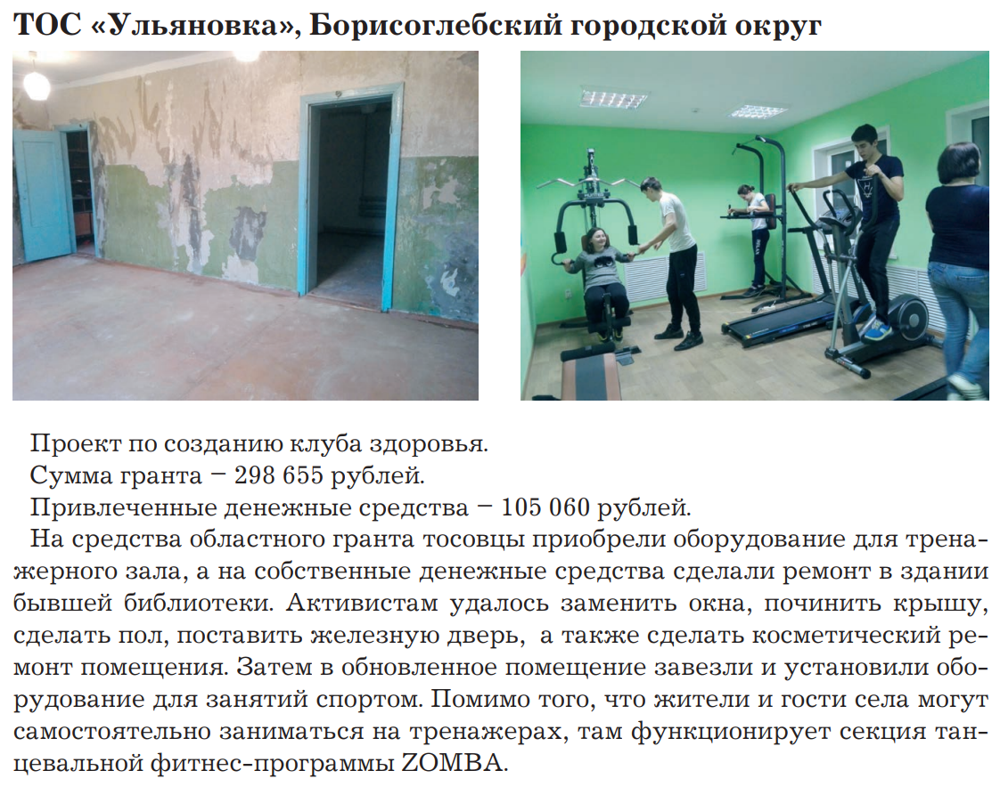 ТОС «Ульяновка», Борисоглебский городской округ
Проект по созданию клуба здоровья.
Сумма гранта – 298 655 рублей.
Привлеченные денежные средства – 105 060 рублей.
На средства областного гранта тосовцы приобрели оборудование для трена-
жерного зала, а на собственные денежные средства сделали ремонт в здании
бывшей библиотеки. Активистам удалось заменить окна, починить крышу,
сделать пол, поставить железную дверь, а также сделать косметический ре-
монт помещения. Затем в обновленное помещение завезли и установили обо-
рудование для занятий спортом. Помимо того, что жители и гости села могут
самостоятельно заниматься на тренажерах, там функционирует секция тан-
цевальной фитнес-программы ZOMBA.